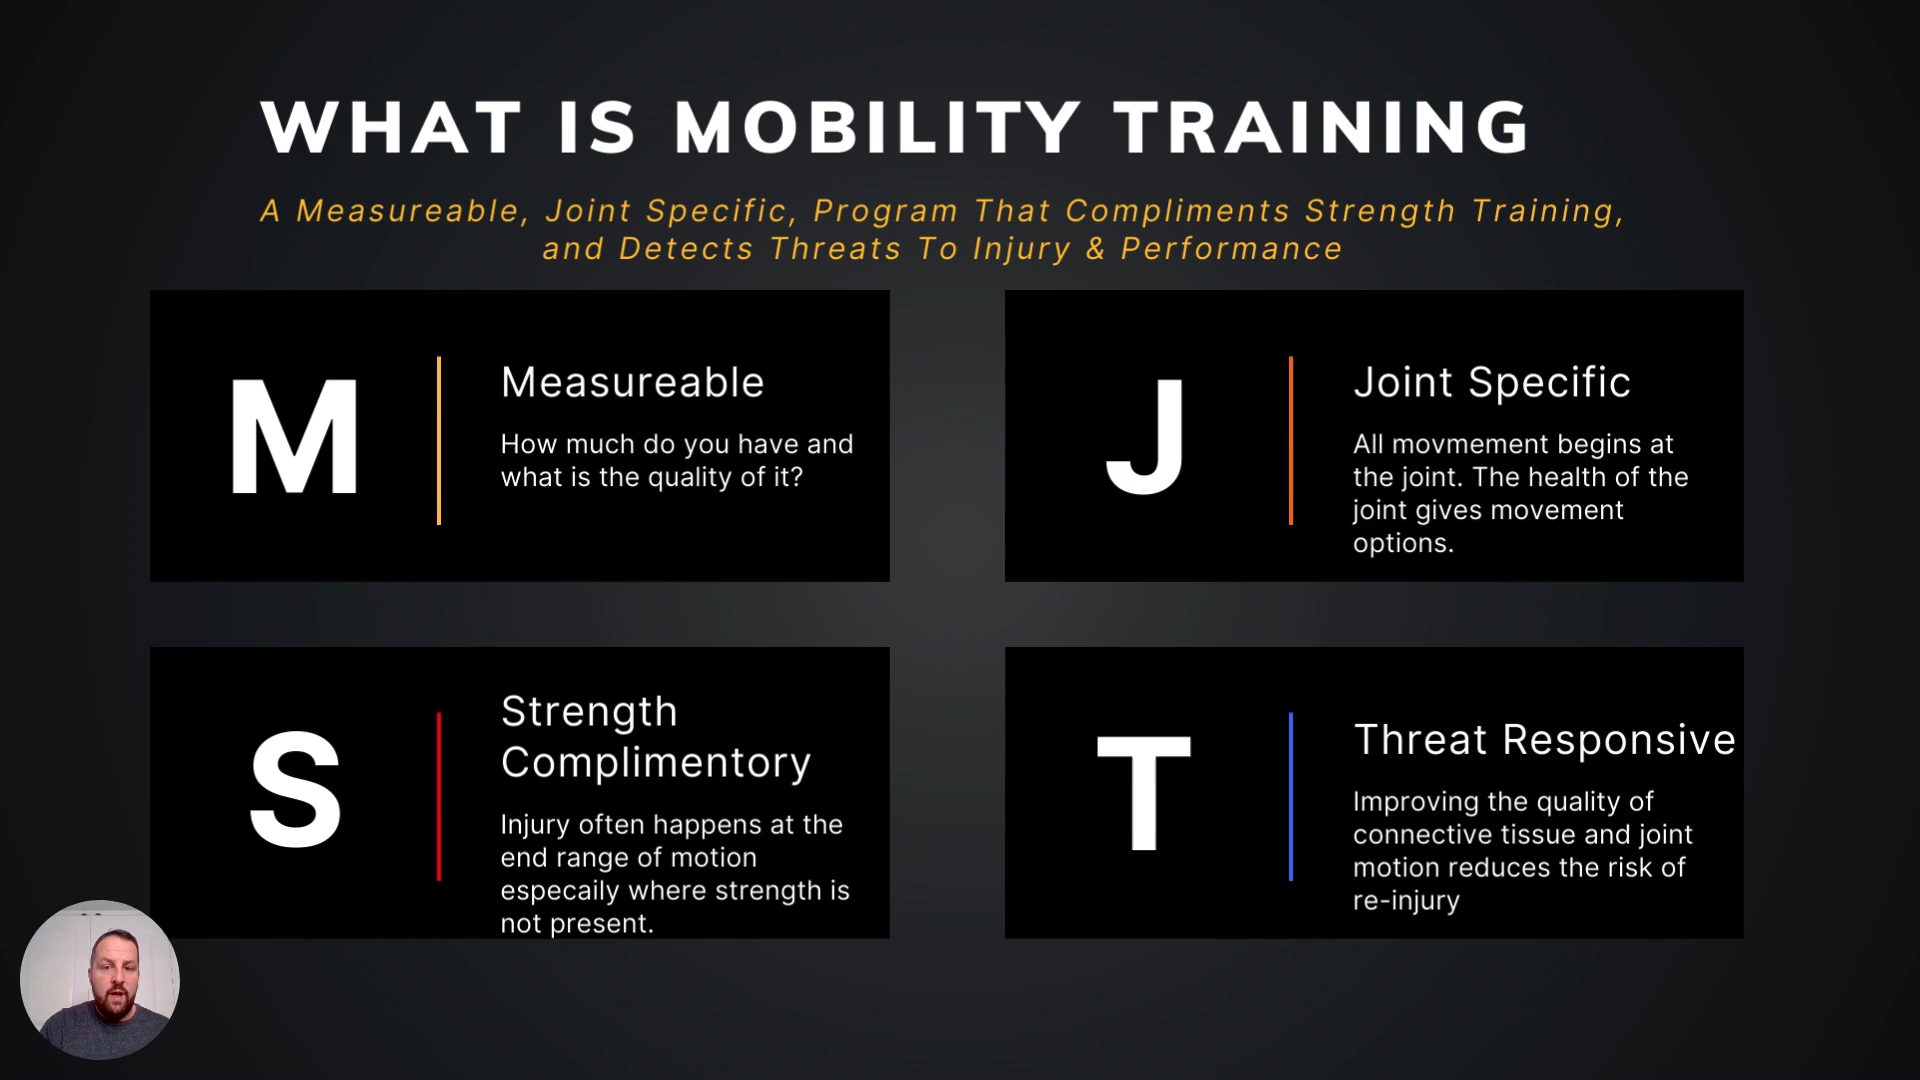 WHAT IS MOBILITY TRAINING
A Measureable, Joint Specific, Program That Compliments Strength Training,
and Detects Threats To Injury & Performance
M
Measureable
How much do you have and
what is the quality of it?
J
Joint Specific
All movmement begins at
the joint. The health of the
joint gives movement
options.
S
Strength
Complimentory
Injury often happens at the
end range of motion
especaily where strength is
not present.
T
Threat Responsive
Improving the quality of
connective tissue and joint
motion reduces the risk of
re-injury